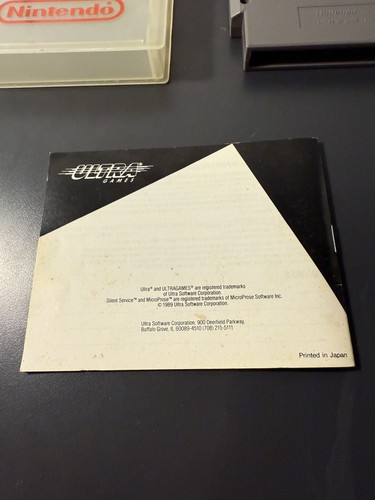 Nintendo
Nintendo
ULTRA
GAMES
Ultra® and ULTRAGAMES® are registered trademarks
of Ultra Software Corporation.
Silent Service™ and MicroProse™ are registered trademarks of MicroProse Software Inc.
© 1989 Ultra Software Corporation.
Ultra Software Corporation, 900 Deerfield Parkway,
Buffalo Grove, IL 60089-4510 (708) 215-5111
Printed in Japan